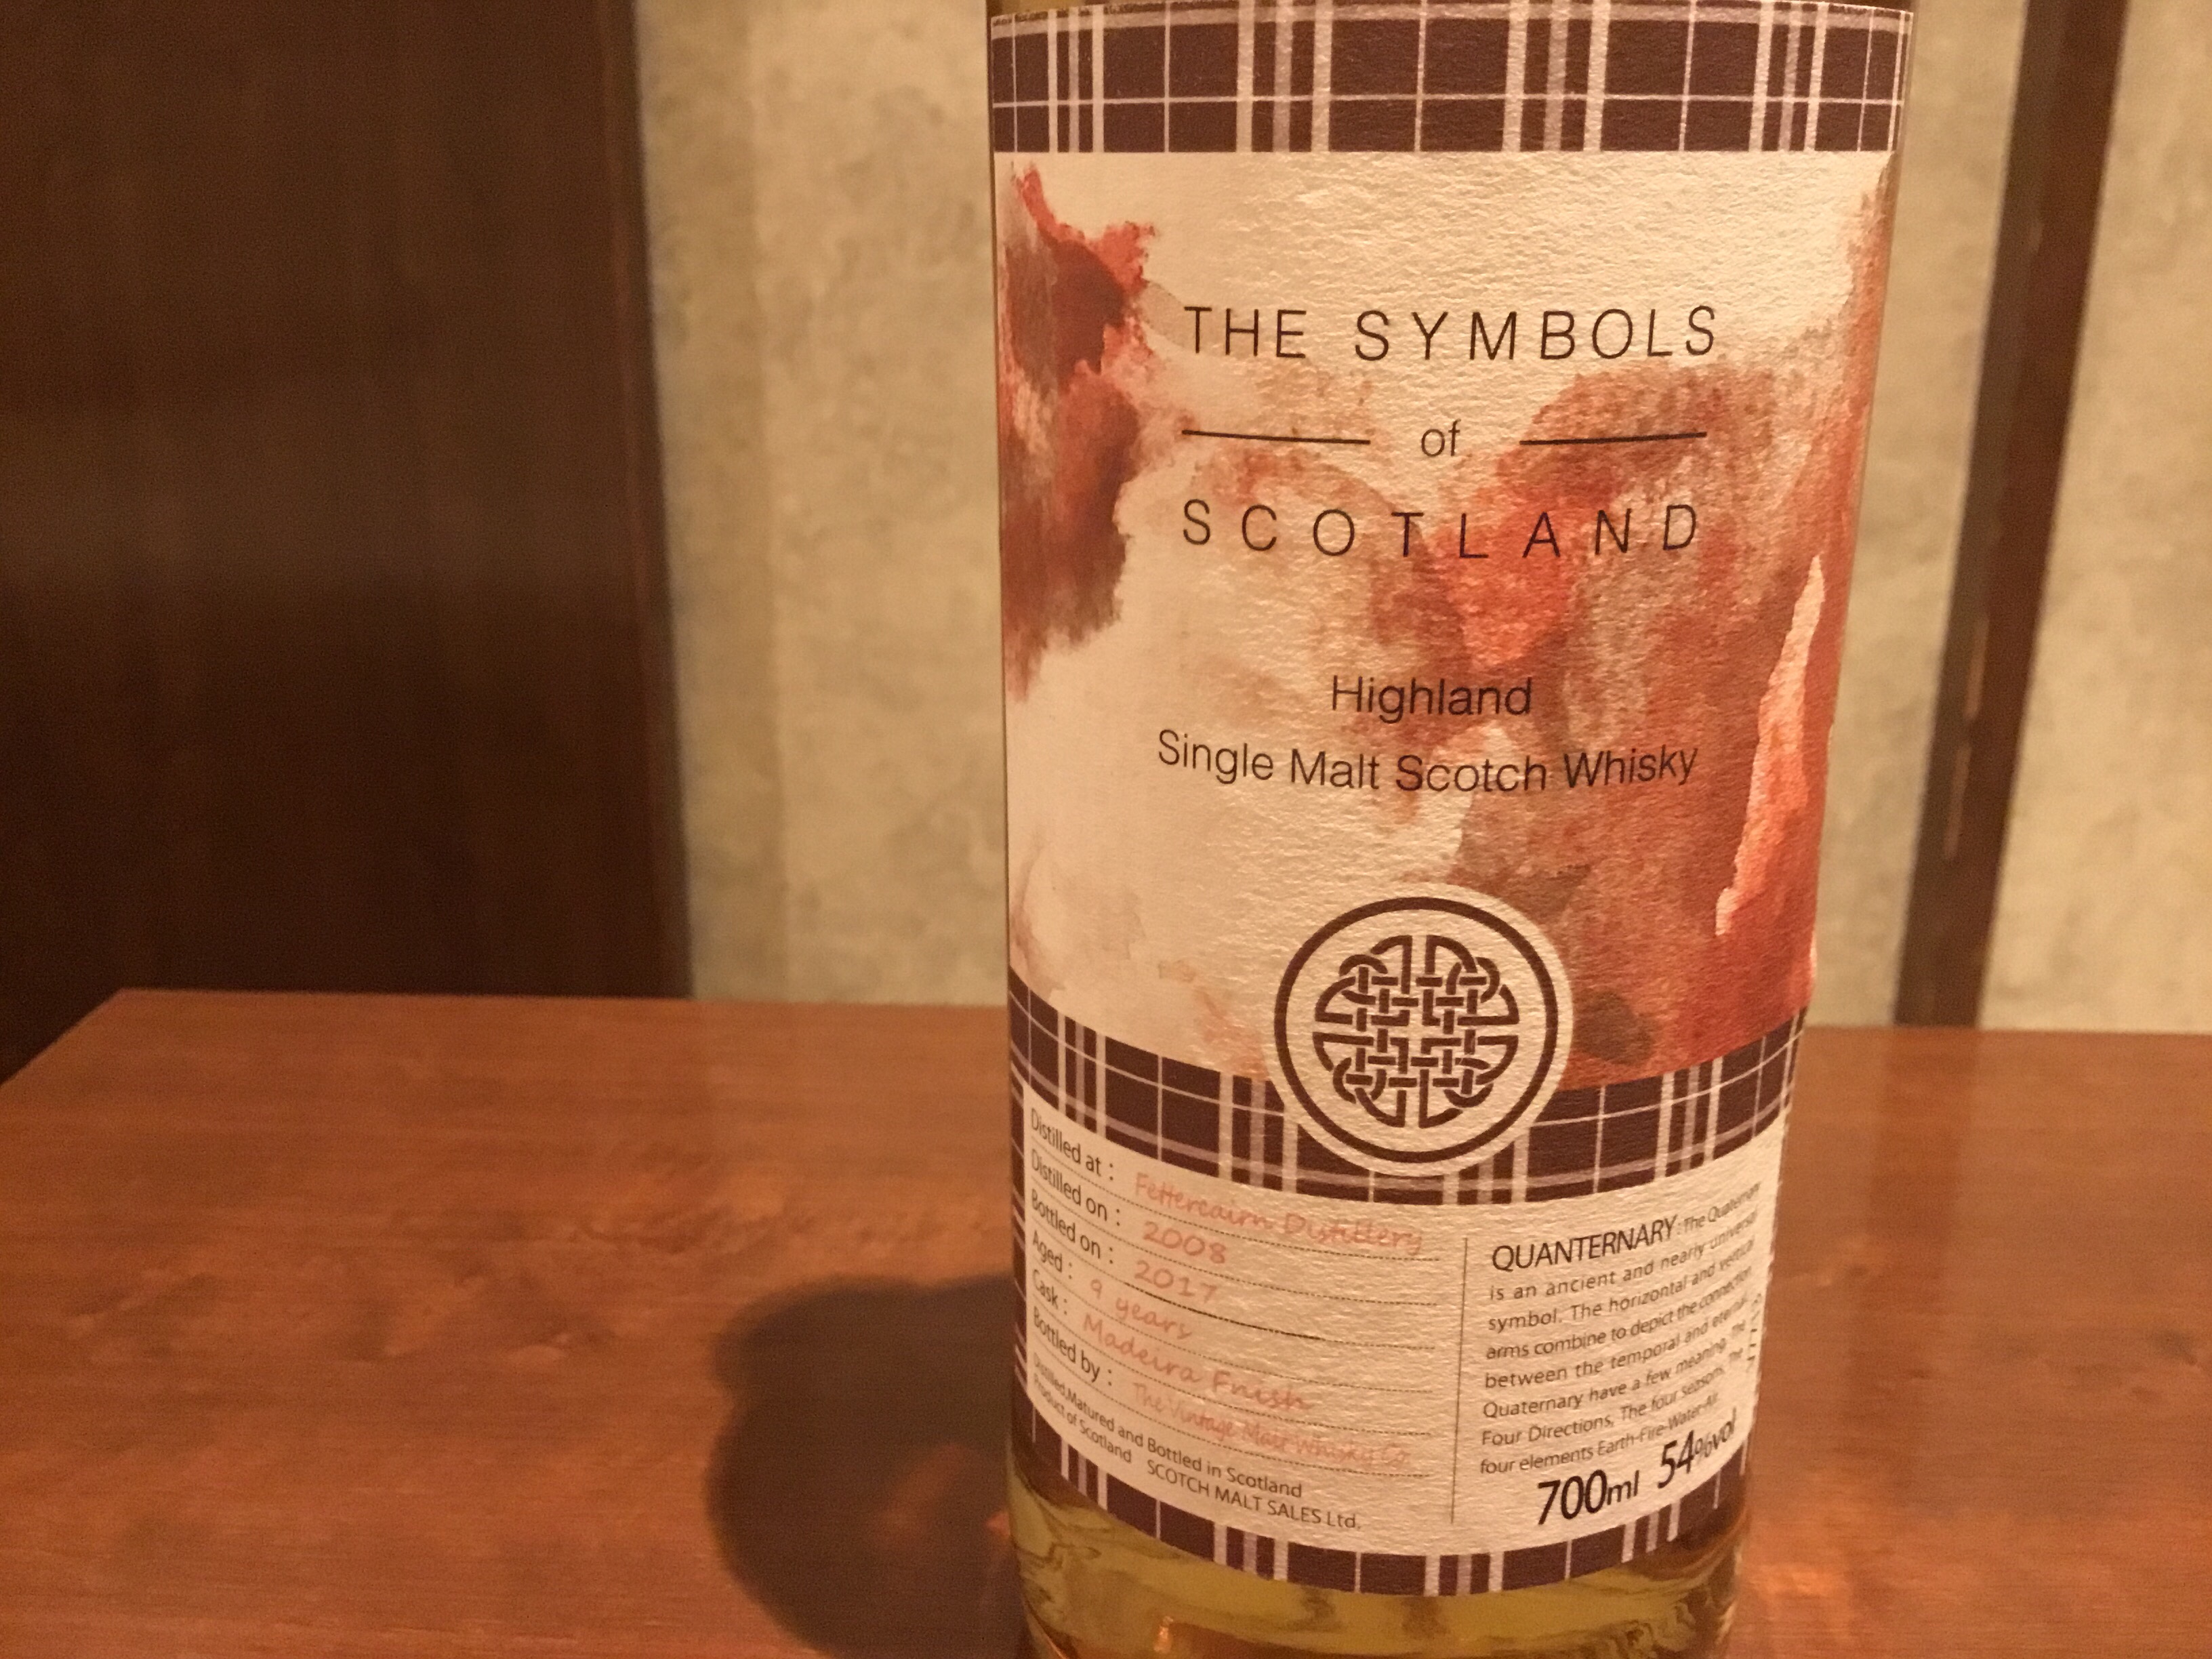 THE SYMBOLS
of
SCOTLAND
Highland
Single Malt Scotch Whisky
Distilled at : Fettercairn Distillery
Distilled on : 2008
Bottled on : 2017
Aged : 9 years
Cask : Madeira Fnish
Bottled by : The Vintage Malt Whisky Co.
Distilled,Matured and Bottled in Scotland
Product of Scotland SCOTCH MALT SALES Ltd.
QUANTERNARY : The Quaternary
is an ancient and nearly universal
symbol. The horizontal and vertical
arms combine to depict the connection
between the temporal and eternal.
Quaternary have a few meaning, The
Four Directions, The four seasons, The
four elements Earth-Fire-Water-Air.
700ml 54%vol